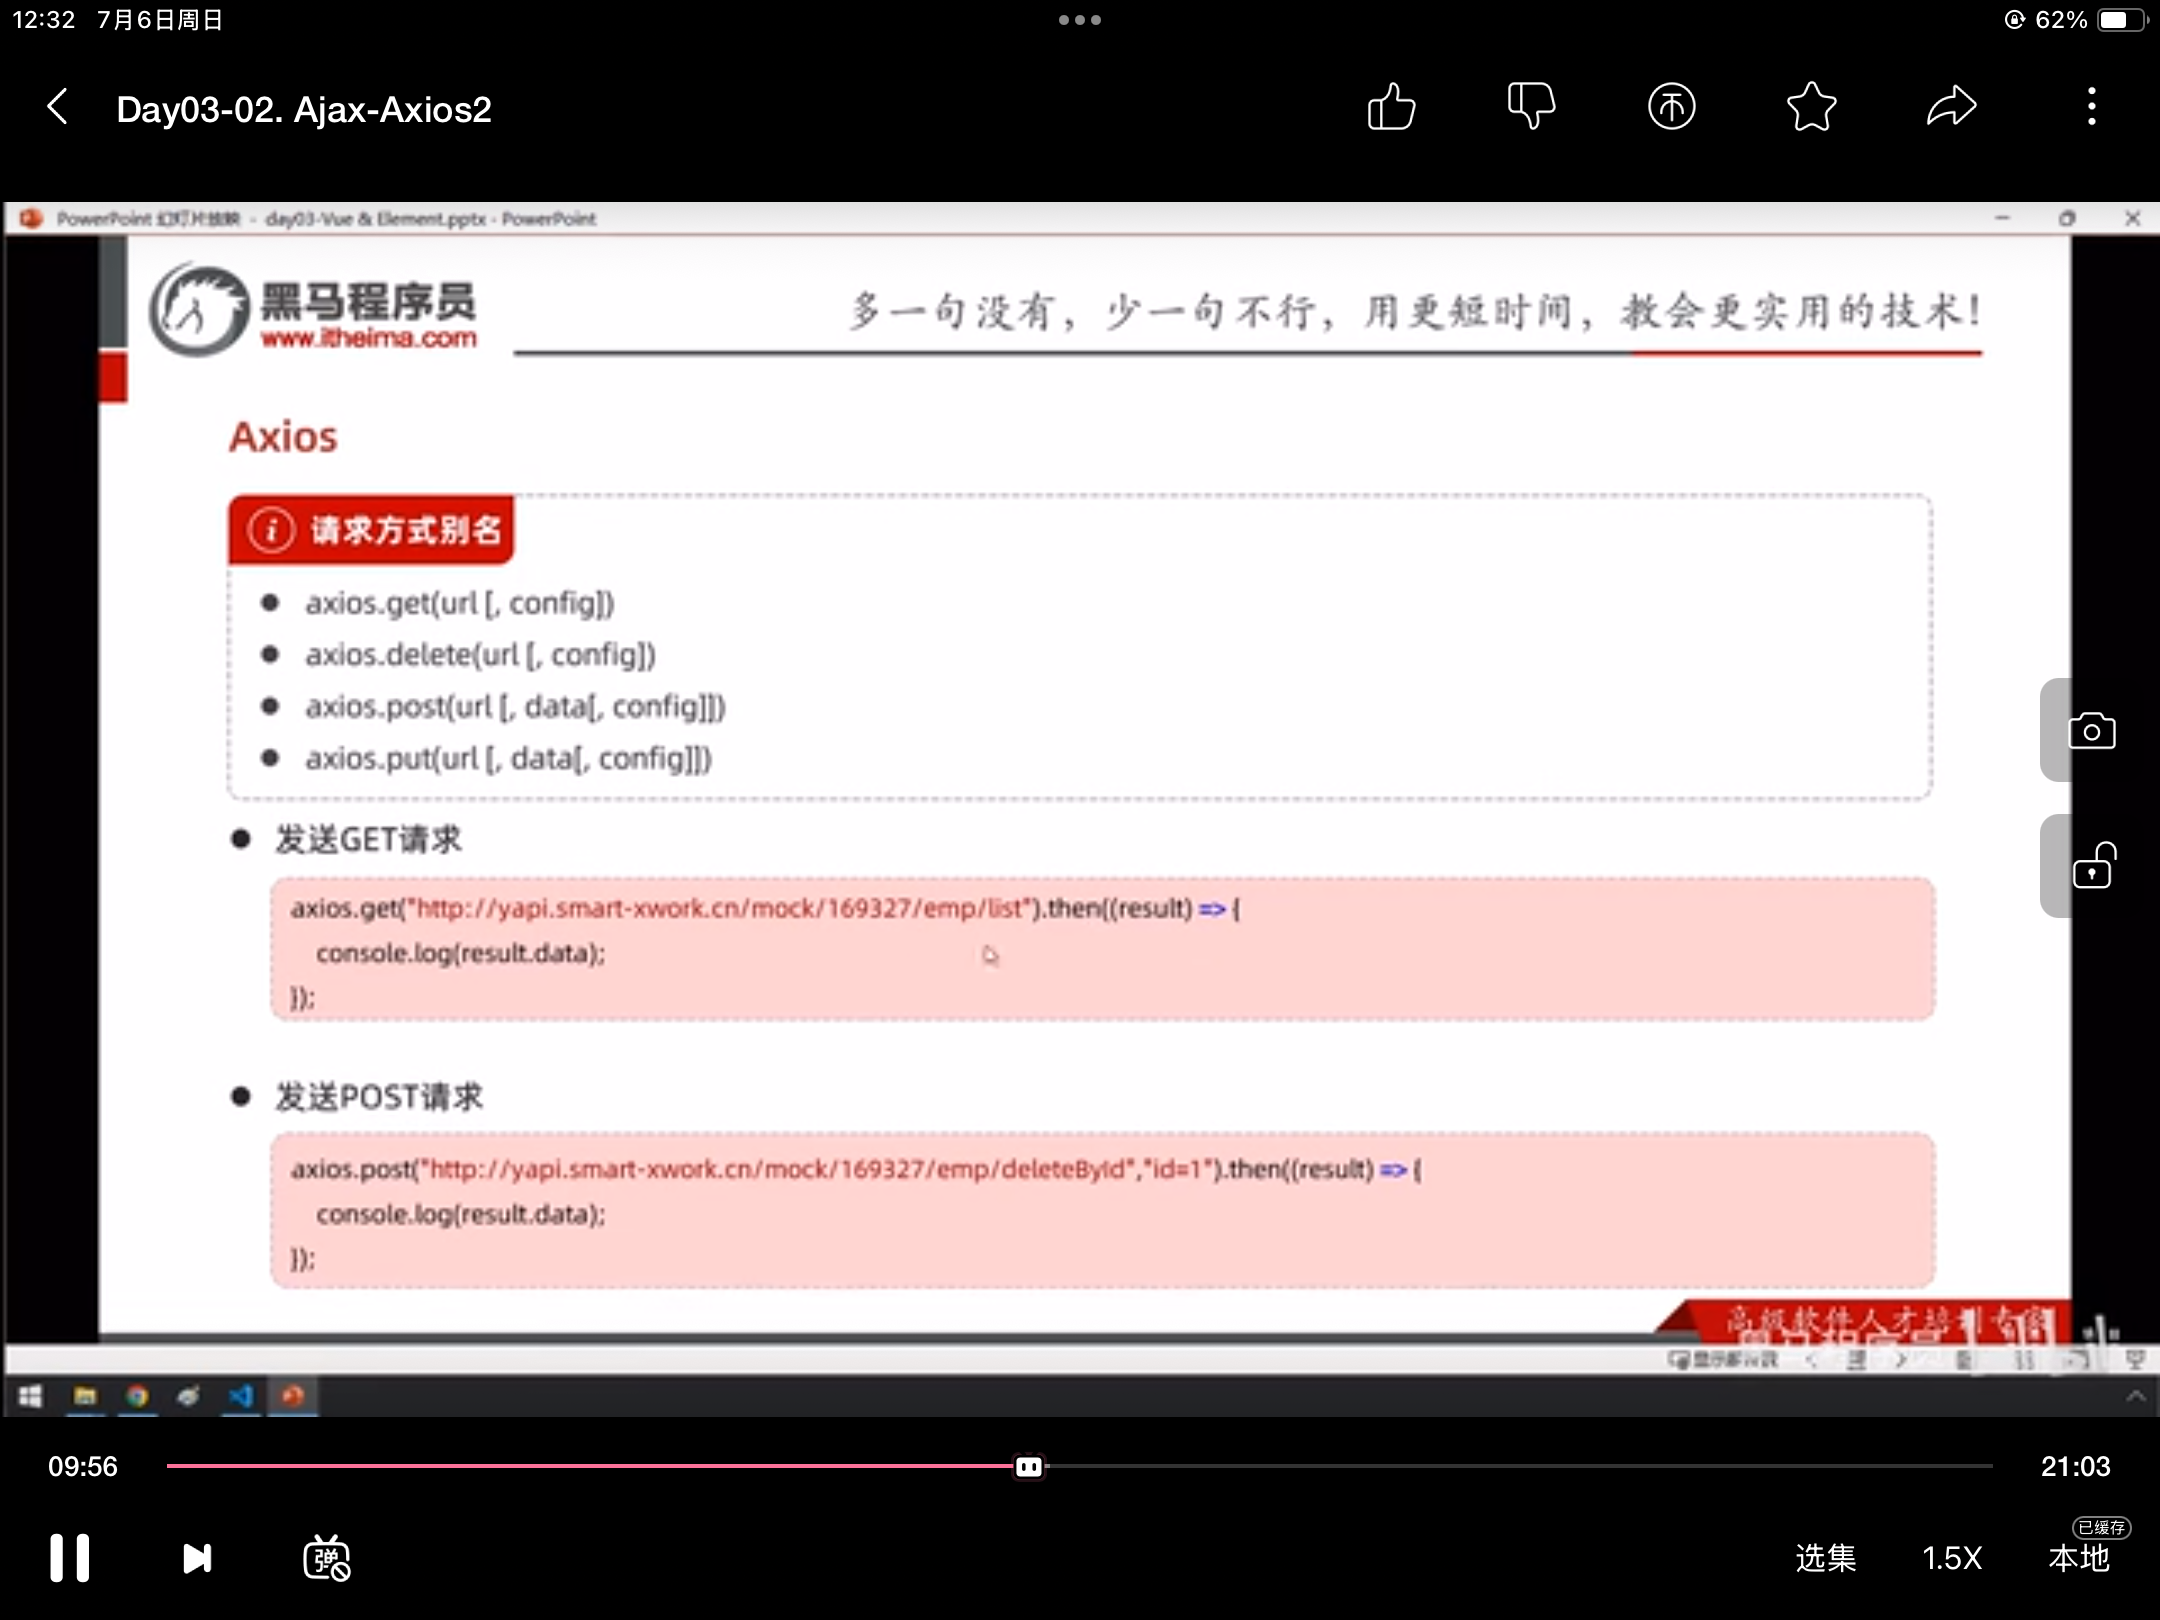 12:32 7月6日周日
62%
Day03-02. Ajax-Axios2
PowerPoint 幻灯片放映 - day03-Vue & Element.pptx - PowerPoint
黑马程序员
www.itheima.com
多一句没有，少一句不行，用更短时间，教会更实用的技术！
Axios
请求方式别名
axios.get(url [, config])
axios.delete(url [, config])
axios.post(url [, data[, config]])
axios.put(url [, data[, config]])
发送GET请求
axios.get("http://yapi.smart-xwork.cn/mock/169327/emp/list").then((result) => {
console.log(result.data);
});
发送POST请求
axios.post("http://yapi.smart-xwork.cn/mock/169327/emp/deleteById","id=1").then((result) => {
console.log(result.data);
});
高级软件人才培训专家
09:56
21:03
弹
选集
1.5X
已缓存
本地